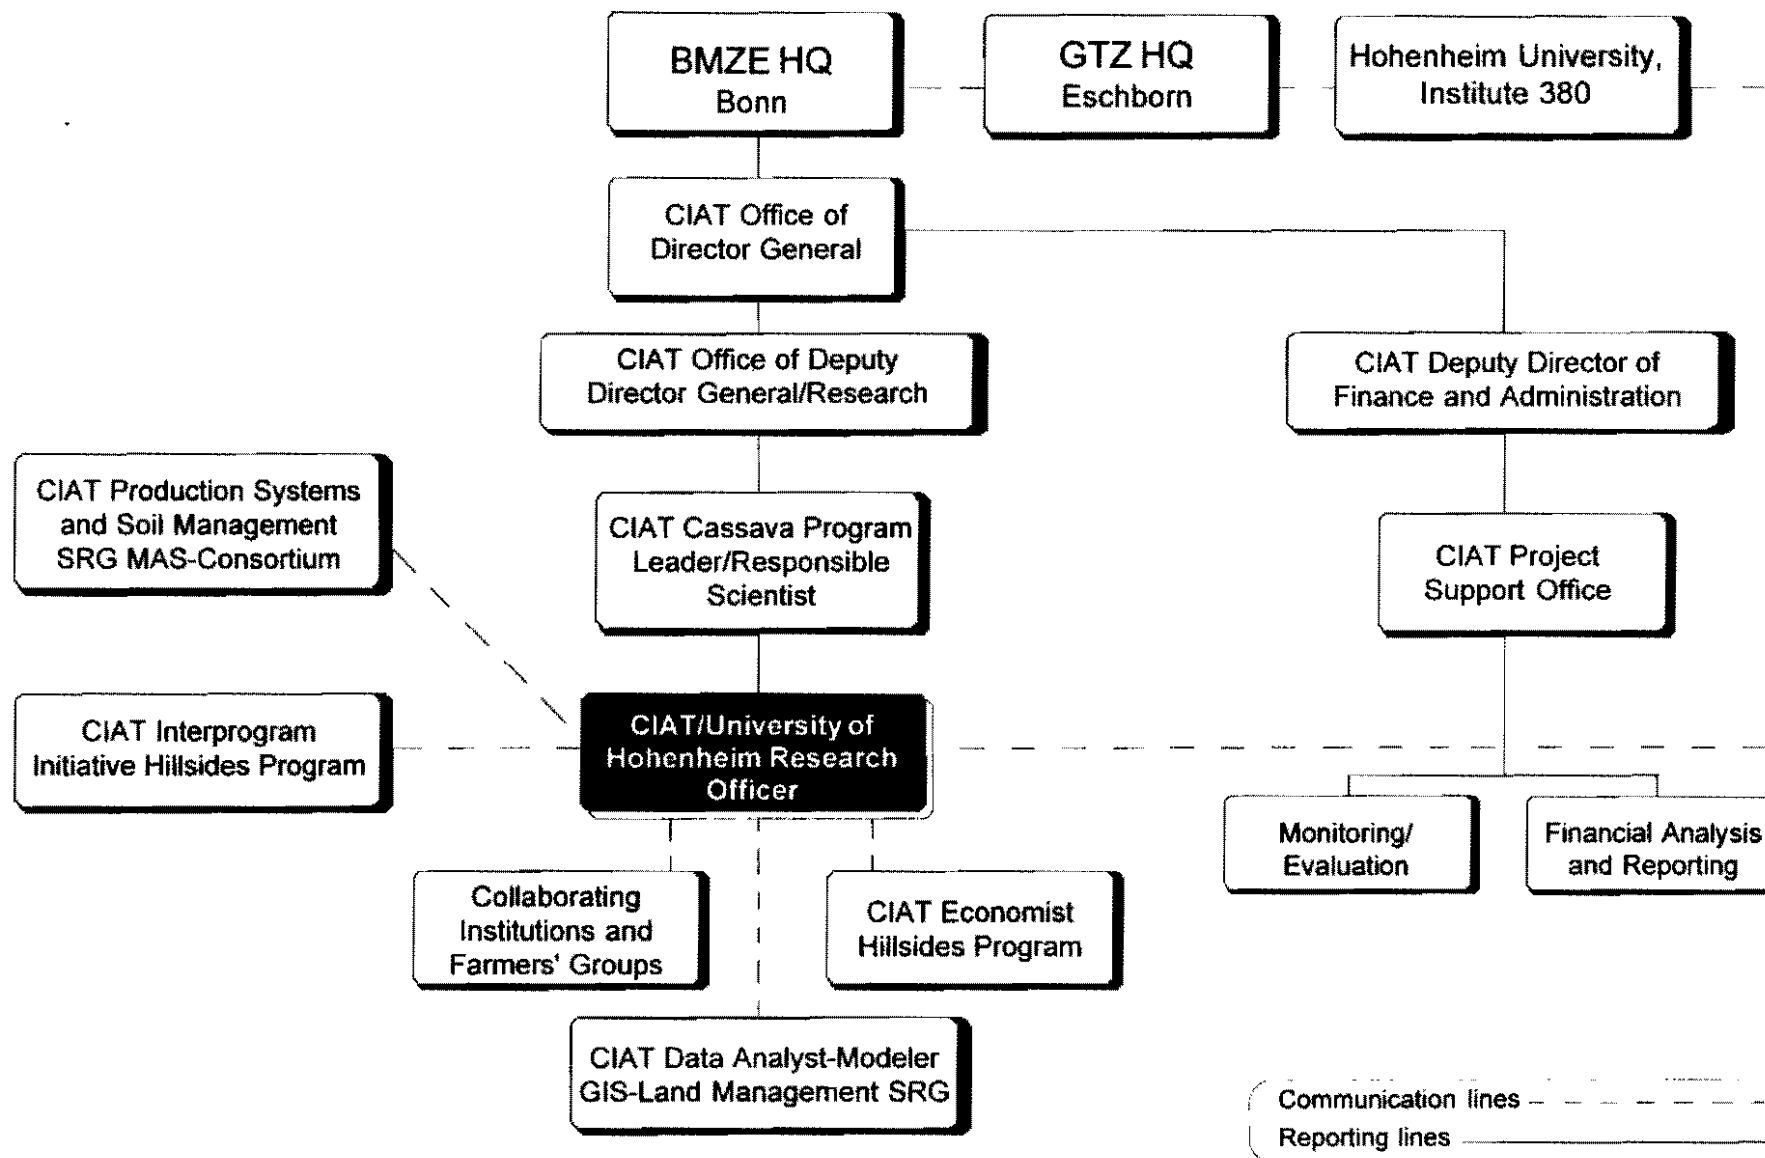 BMZE HQ
Bonn
GTZ HQ
Eschborn
Hohenheim University,
Institute 380
CIAT Office of
Director General
CIAT Office of Deputy
Director General/Research
CIAT Deputy Director of
Finance and Administration
CIAT Production Systems
and Soil Management
SRG MAS-Consortium
CIAT Cassava Program
Leader/Responsible
Scientist
CIAT Project
Support Office
CIAT Interprogram
Initiative Hillsides Program
CIAT/University of
Hohenheim Research
Officer
Monitoring/
Evaluation
Financial Analysis
and Reporting
Collaborating
Institutions and
Farmers' Groups
CIAT Economist
Hillsides Program
CIAT Data Analyst-Modeler
GIS-Land Management SRG
Communication lines
Reporting lines